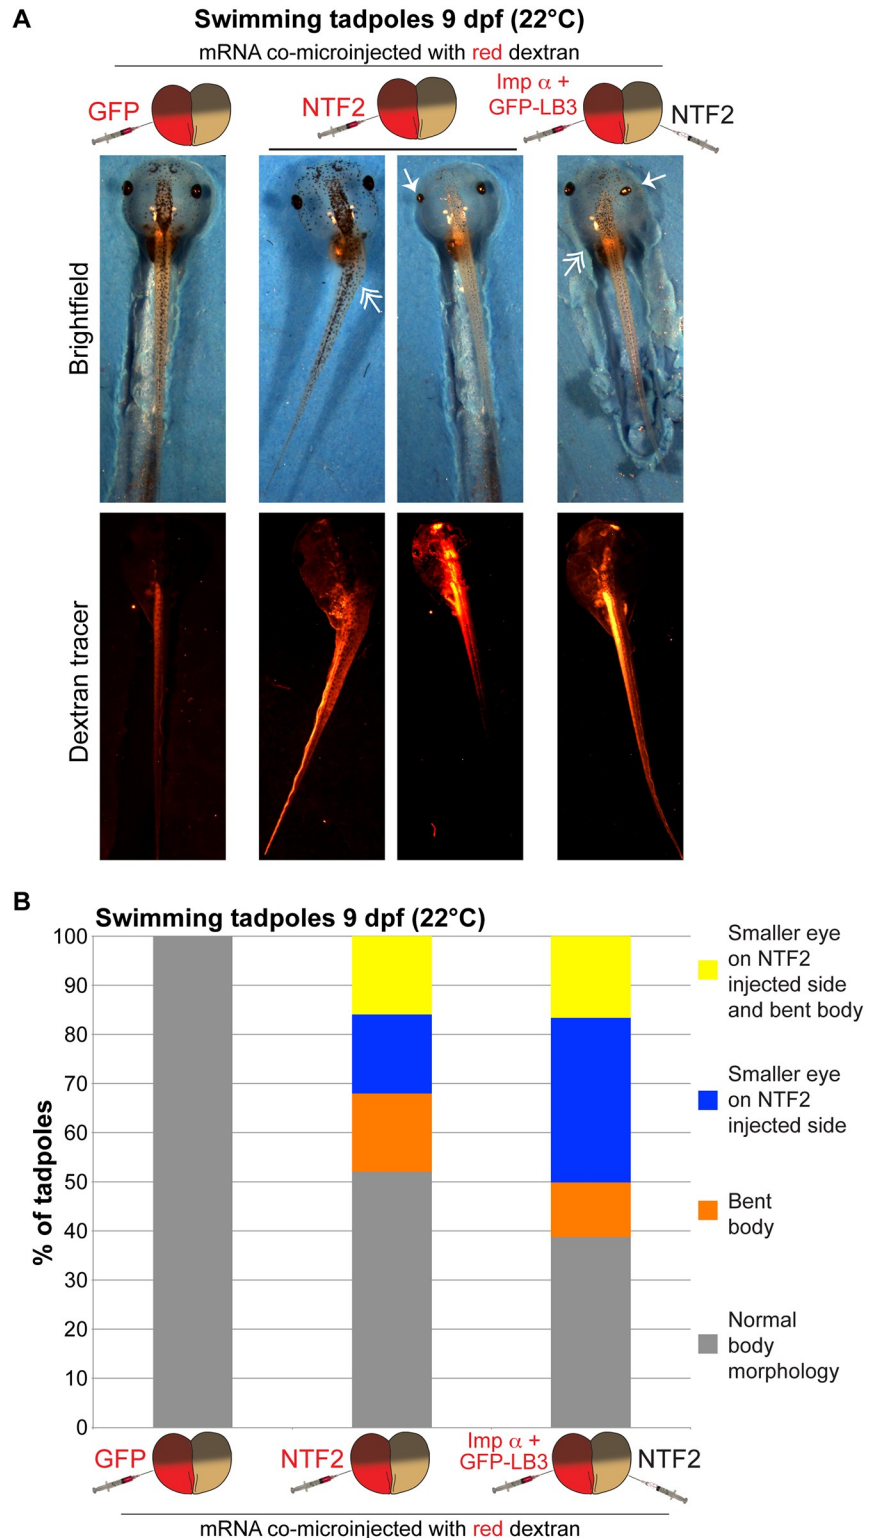 A
Swimming tadpoles 9 dpf (22°C)
mRNA co-microinjected with red dextran
GFP
NTF2
Imp α +
GFP-LB3
NTF2
Brightfield
Dextran tracer
B
Swimming tadpoles 9 dpf (22°C)
% of tadpoles
100
90
80
70
60
50
40
30
20
10
0
Smaller eye
on NTF2
injected side
and bent body
Smaller eye
on NTF2
injected side
Bent
body
Normal
body
morphology
GFP
NTF2
Imp α +
GFP-LB3
NTF2
mRNA co-microinjected with red dextran